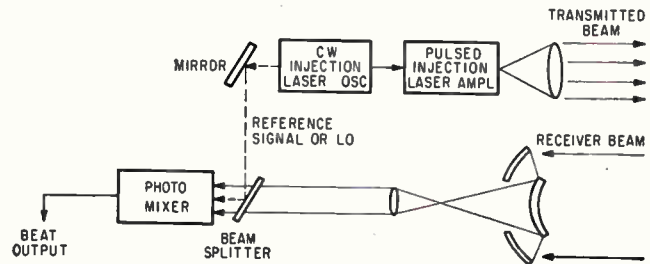 TRANSMITTED
BEAM
MIRROR
CW
INJECTION
LASER OSC
PULSED
INJECTION
LASER AMPL
REFERENCE
SIGNAL OR LO
RECEIVER BEAM
PHOTO
MIXER
BEAT
OUTPUT
BEAM
SPLITTER